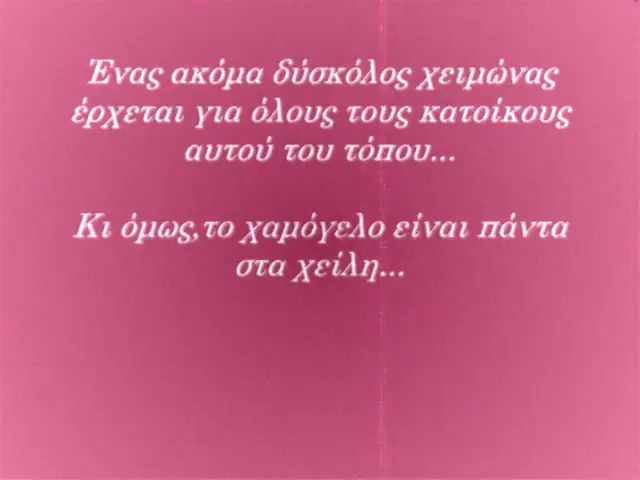 Ένας ακόμα δύσκόλος χειμώνας
έρχεται για όλους τους κατοίκους
αυτού του τόπου...
Κι όμως,το χαμόγελο είναι πάντα
στα χείλη...